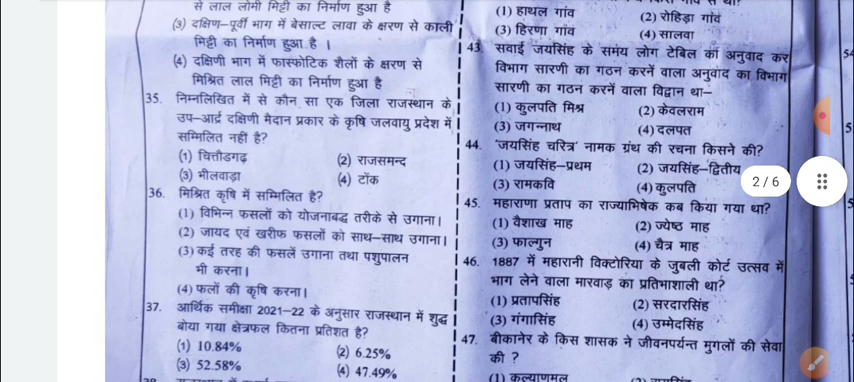 से लाल लोमी मिट्टी का निर्माण हुआ है
(3) दक्षिण–पूर्वी भाग में बेसाल्ट लावा के क्षरण से काली
मिट्टी का निर्माण हुआ है ।
(4) दक्षिणी भाग में फास्फोटिक शैलों के क्षरण से
मिश्रित लाल मिट्टी का निर्माण हुआ है
35. निम्नलिखित में से कौन सा एक जिला राजस्थान के
उप–आर्द्र दक्षिणी मैदान प्रकार के कृषि जलवायु प्रदेश में
सम्मिलित नहीं है?
(1) चित्तौडगढ़ (2) राजसमन्द
(3) भीलवाड़ा (4) टोंक
36. मिश्रित कृषि में सम्मिलित है?
(1) विभिन्न फसलों को योजनाबद्ध तरीके से उगाना।
(2) जायद एवं खरीफ फसलों को साथ–साथ उगाना।
(3) कई तरह की फसलें उगाना तथा पशुपालन
भी करना।
(4) फलों की कृषि करना।
37. आर्थिक समीक्षा 2021–22 के अनुसार राजस्थान में शुद्ध
बोया गया क्षेत्रफल कितना प्रतिशत है?
(1) 10.84% (2) 6.25%
(3) 52.58% (4) 47.49%
(1) हाथल गांव (2) रोहिड़ा गांव
(3) हिरणा गांव (4) सालवा
43. सवाई जयसिंह के समंय लोग टेबिल का अनुवाद कर
विभाग सारणी का गठन करनें वाला अनुवाद का विभाग
सारणी का गठन करनें वाला विद्वान था–
(1) कुलपति मिश्र (2) केवलराम
(3) जगन्नाथ (4) दलपत
44. 'जयसिंह चरित्र' नामक ग्रंथ की रचना किसने की?
(1) जयसिंह–प्रथम (2) जयसिंह–द्वितीय
(3) रामकवि (4) कुलपति
45. महाराणा प्रताप का राज्याभिषेक कब किया गया था?
(1) वैशाख माह (2) ज्येष्ठ माह
(3) फाल्गुन (4) चैत्र माह
46. 1887 में महारानी विक्टोरिया के जुबली कोर्ट उत्सव में
भाग लेने वाला मारवाड़ का प्रतिभाशाली था?
(1) प्रतापसिंह (2) सरदारसिंह
(3) गंगासिंह (4) उम्मेदसिंह
47. बीकानेर के किस शासक ने जीवनपर्यन्त मुगलों की सेवा
की ?
(1) कल्याणमल
2 / 6